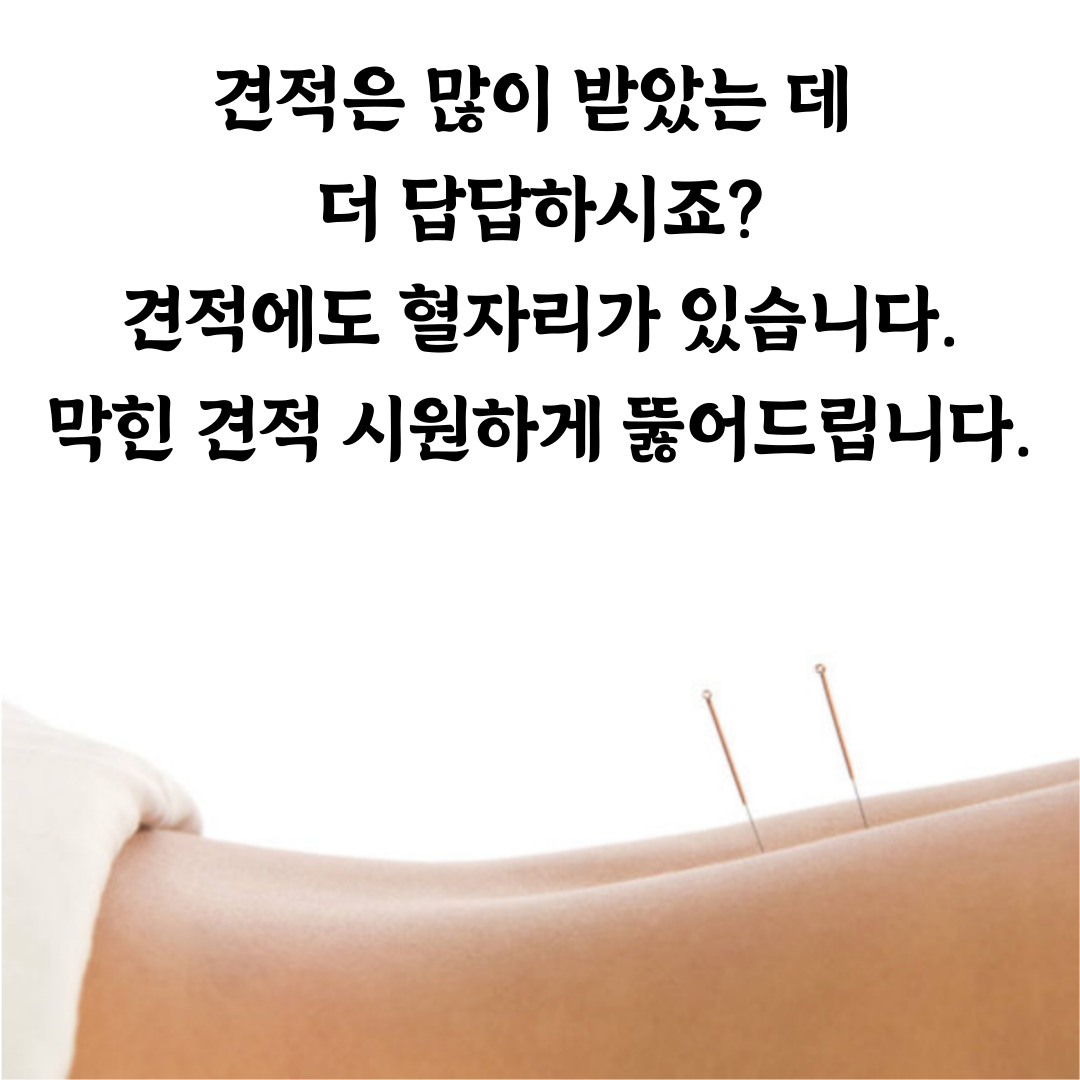 견적은 많이 받았는 데
더 답답하시죠?
견적에도 혈자리가 있습니다.
막힌 견적 시원하게 뚫어드립니다.